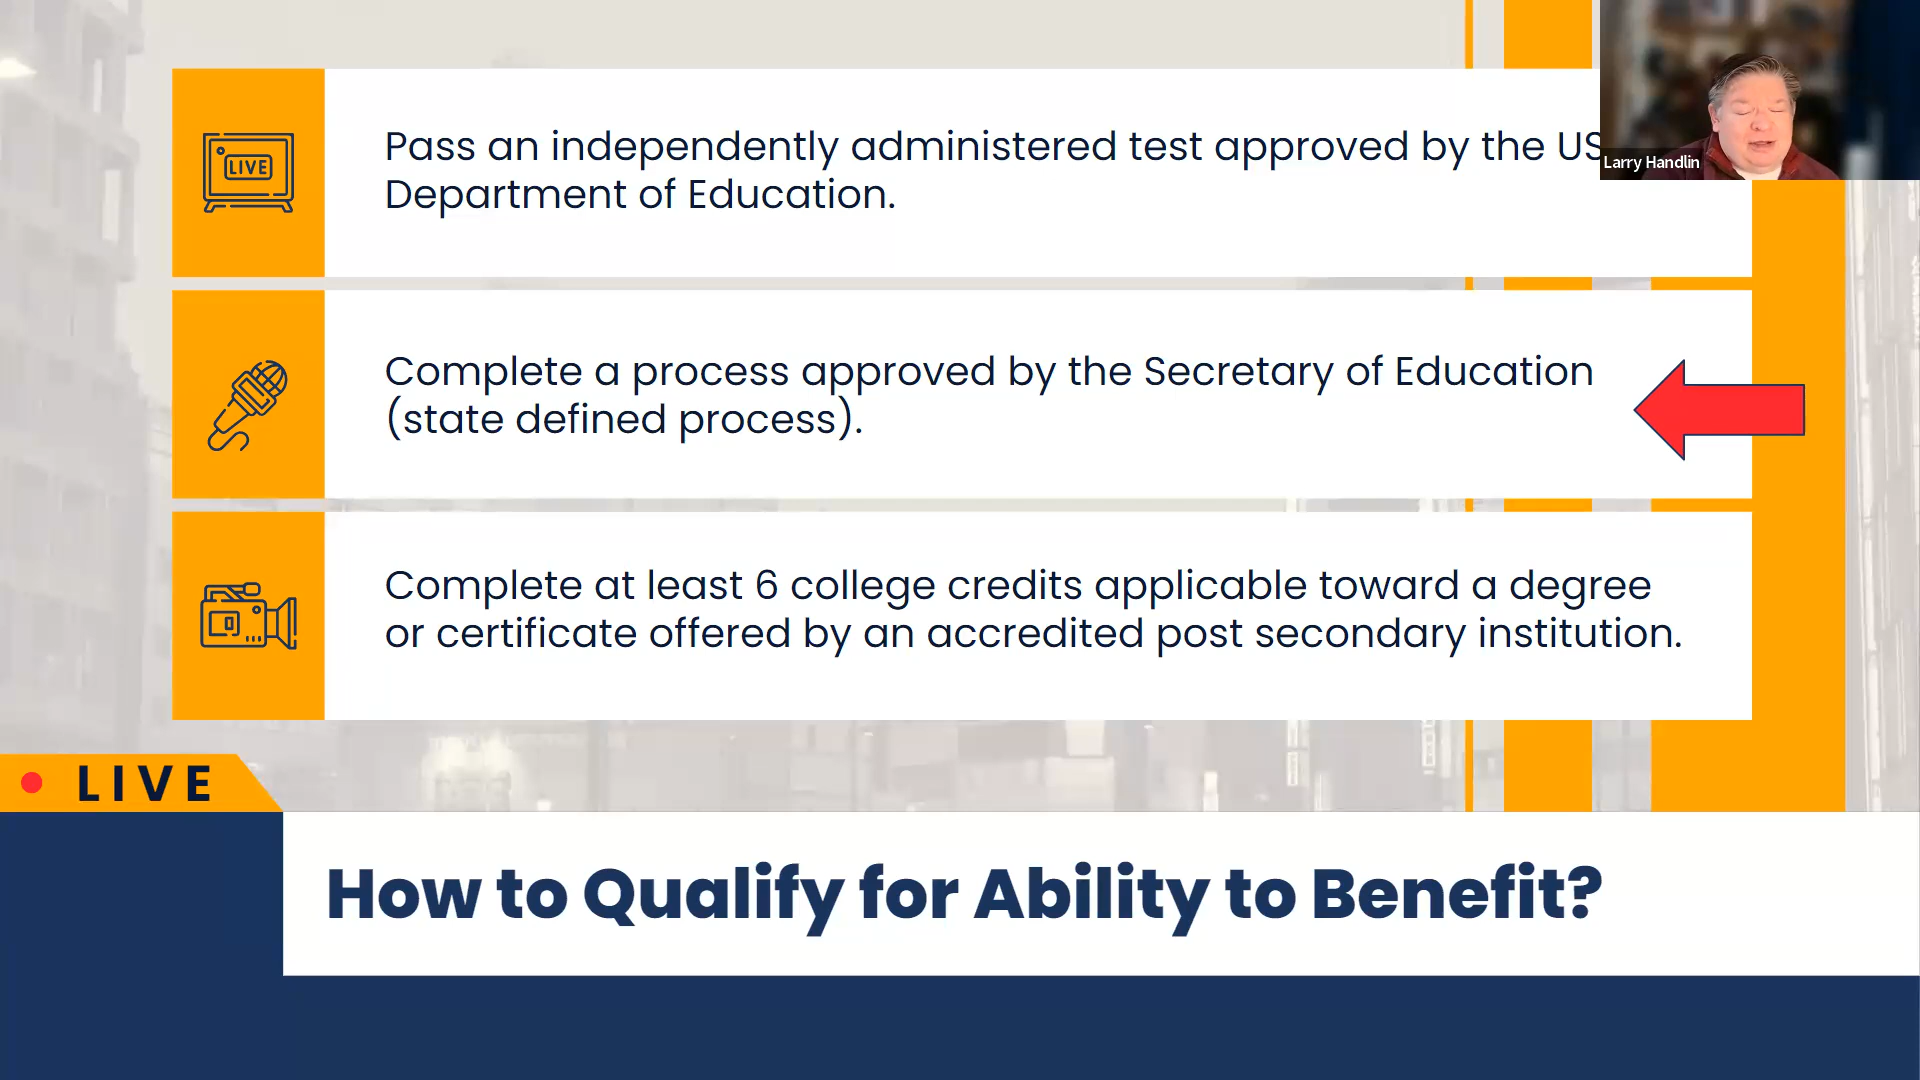 Pass an independently administered test approved by the US
Department of Education.
Larry Handlin
LIVE
Complete a process approved by the Secretary of Education
(state defined process).
Complete at least 6 college credits applicable toward a degree
or certificate offered by an accredited post secondary institution.
LIVE
How to Qualify for Ability to Benefit?